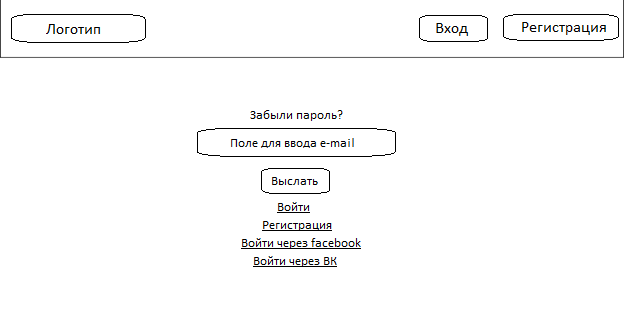 Логотип
Вход
Регистрация
Забыли пароль?
Поле для ввода e-mail
Выслать
Войти
Регистрация
Войти через facebook
Войти через ВК